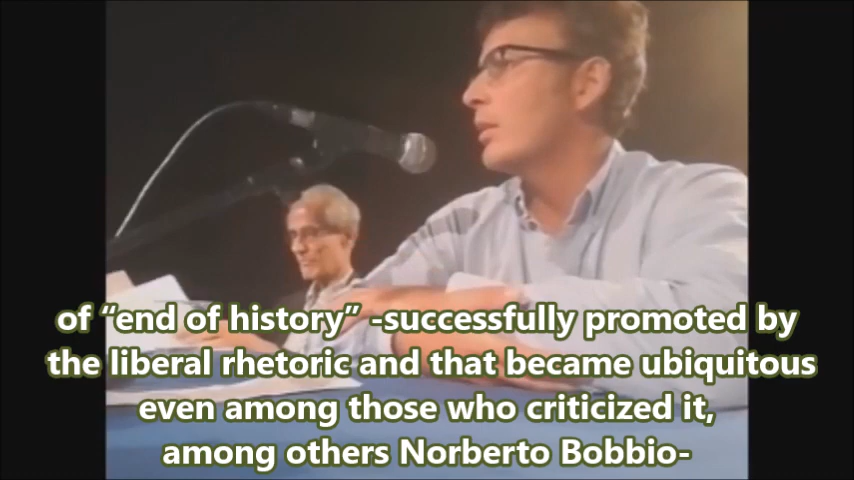 of “end of history” -successfully promoted by
the liberal rhetoric and that became ubiquitous
even among those who criticized it,
among others Norberto Bobbio-